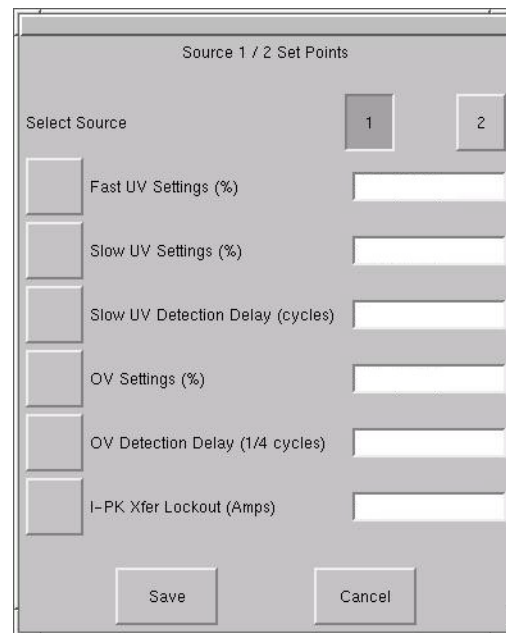 Source 1 / 2 Set Points
Select Source 1 2
Fast UV Settings (%)
Slow UV Settings (%)
Slow UV Detection Delay (cycles)
OV Settings (%)
OV Detection Delay (1/4 cycles)
I-PK Xfer Lockout (Amps)
Save Cancel